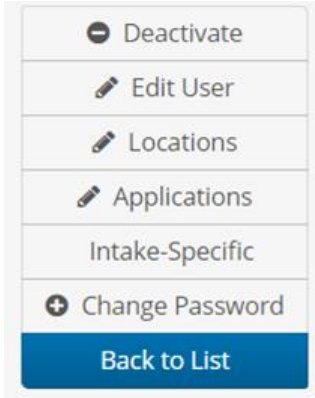 Deactivate
Edit User
Locations
Applications
Intake-Specific
Change Password
Back to List